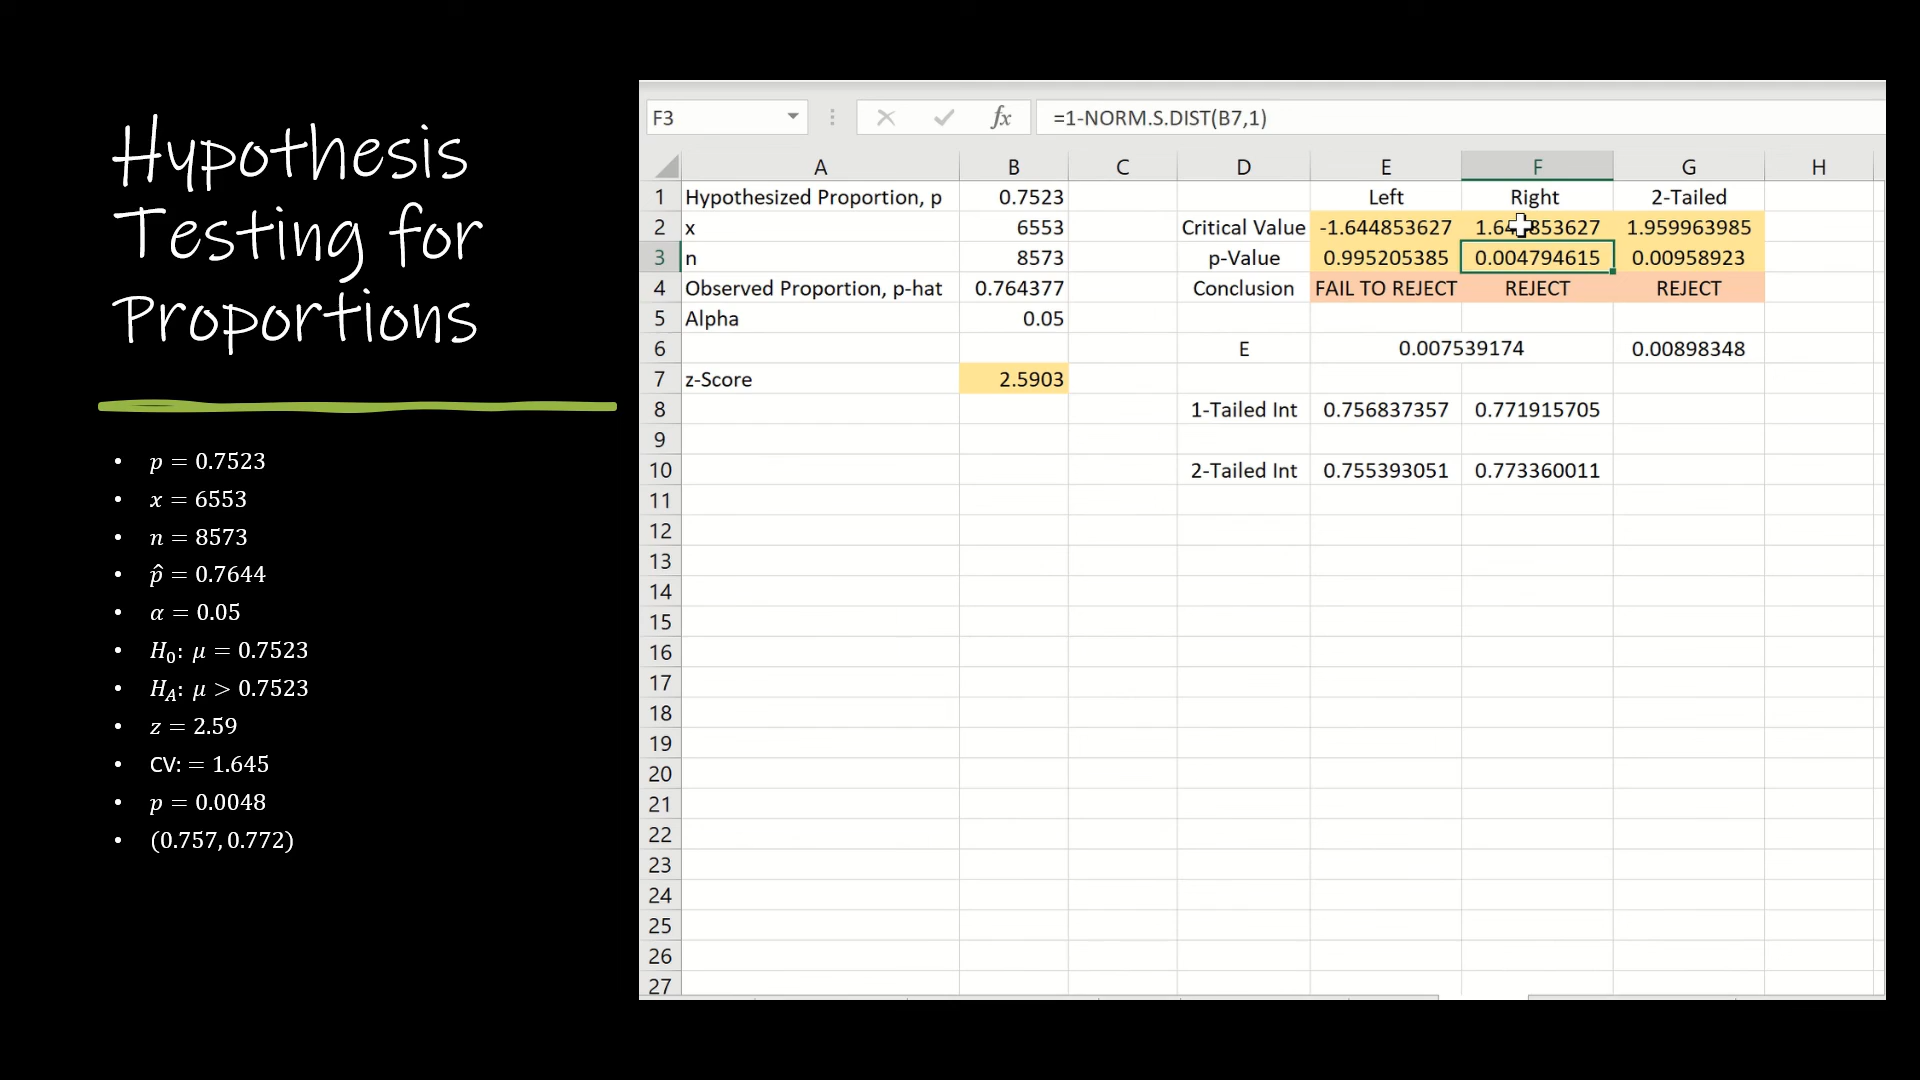 Hypothesis
Testing for
Proportions
• p = 0.7523
• x = 6553
• n = 8573
• p̂ = 0.7644
• α = 0.05
• H₀: μ = 0.7523
• H_A: μ > 0.7523
• z = 2.59
• CV: = 1.645
• p = 0.0048
• (0.757, 0.772)
F3 fx =1-NORM.S.DIST(B7,1)
A B C D E F G H
1 Hypothesized Proportion, p 0.7523 Left Right 2-Tailed
2 x 6553 Critical Value -1.644853627 1.644853627 1.959963985
3 n 8573 p-Value 0.995205385 0.004794615 0.00958923
4 Observed Proportion, p-hat 0.764377 Conclusion FAIL TO REJECT REJECT REJECT
5 Alpha 0.05
6 E 0.007539174 0.00898348
7 z-Score 2.5903
8 1-Tailed Int 0.756837357 0.771915705
9
10 2-Tailed Int 0.755393051 0.773360011
11
12
13
14
15
16
17
18
19
20
21
22
23
24
25
26
27